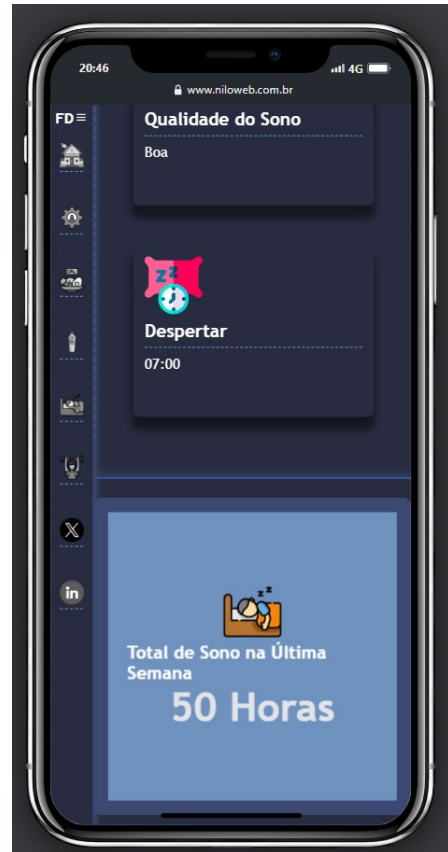 20:46
4G
www.niloweb.com.br
FD≡
Qualidade do Sono
Boa
Despertar
07:00
Total de Sono na Última
Semana
50 Horas